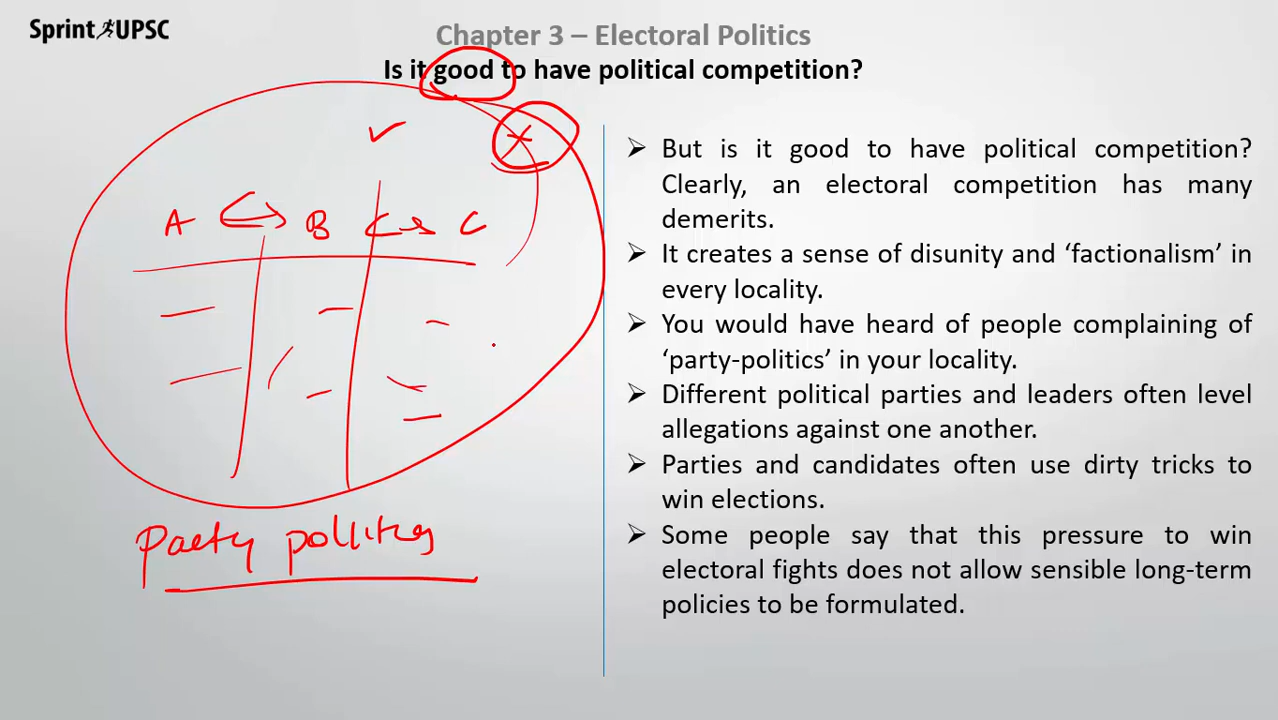 Sprint UPSC
Chapter 3 – Electoral Politics
Is it good to have political competition?
A B C
Party politics
➢ But is it good to have political competition?
Clearly, an electoral competition has many
demerits.
➢ It creates a sense of disunity and ‘factionalism’ in
every locality.
➢ You would have heard of people complaining of
‘party-politics’ in your locality.
➢ Different political parties and leaders often level
allegations against one another.
➢ Parties and candidates often use dirty tricks to
win elections.
➢ Some people say that this pressure to win
electoral fights does not allow sensible long-term
policies to be formulated.